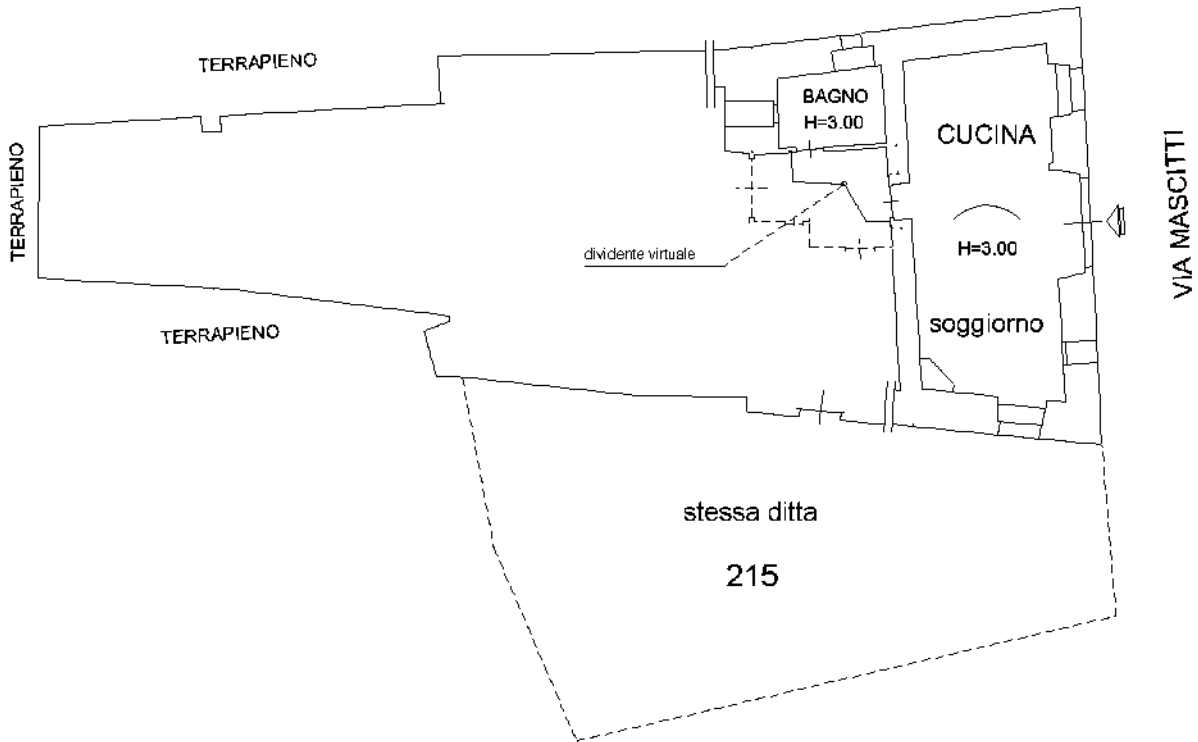 TERRAPIENO
TERRAPIENO
BAGNO
H=3.00
CUCINA
VIA MASCITTI
dividente virtuale
H=3.00
TERRAPIENO
soggiorno
stessa ditta
215